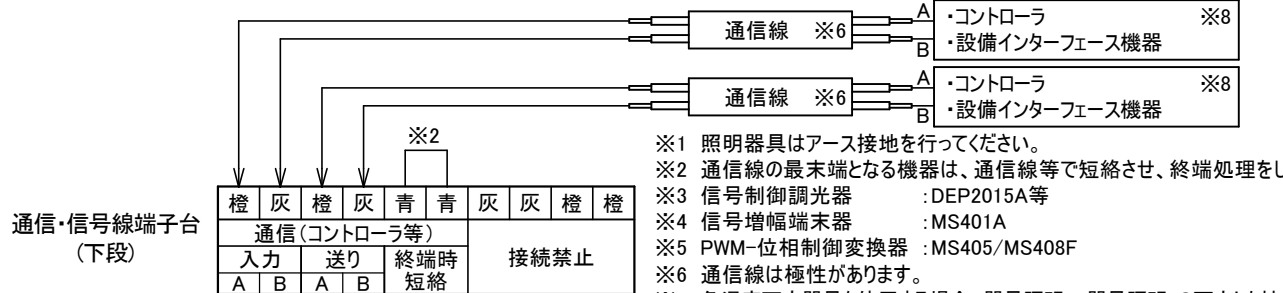 通信線 ※6
A
B
・コントローラ ※8
・設備インターフェース機器
通信線 ※6
A
B
・コントローラ ※8
・設備インターフェース機器
※2
通信・信号線端子台
(下段)
橙 灰 橙 灰 青 青 灰 灰 橙 橙
通信(コントローラ等)
入力 送り 終端時
短絡
接続禁止
A B A B
※1 照明器具はアース接地を行ってください。
※2 通信線の最末端となる機器は、通信線等で短絡させ、終端処理をし
※3 信号制御調光器 :DEP2015A等
※4 信号増幅端末器 :MS401A
※5 PWM-位相制御変換器 :MS405/MS408F
※6 通信線は極性があります。